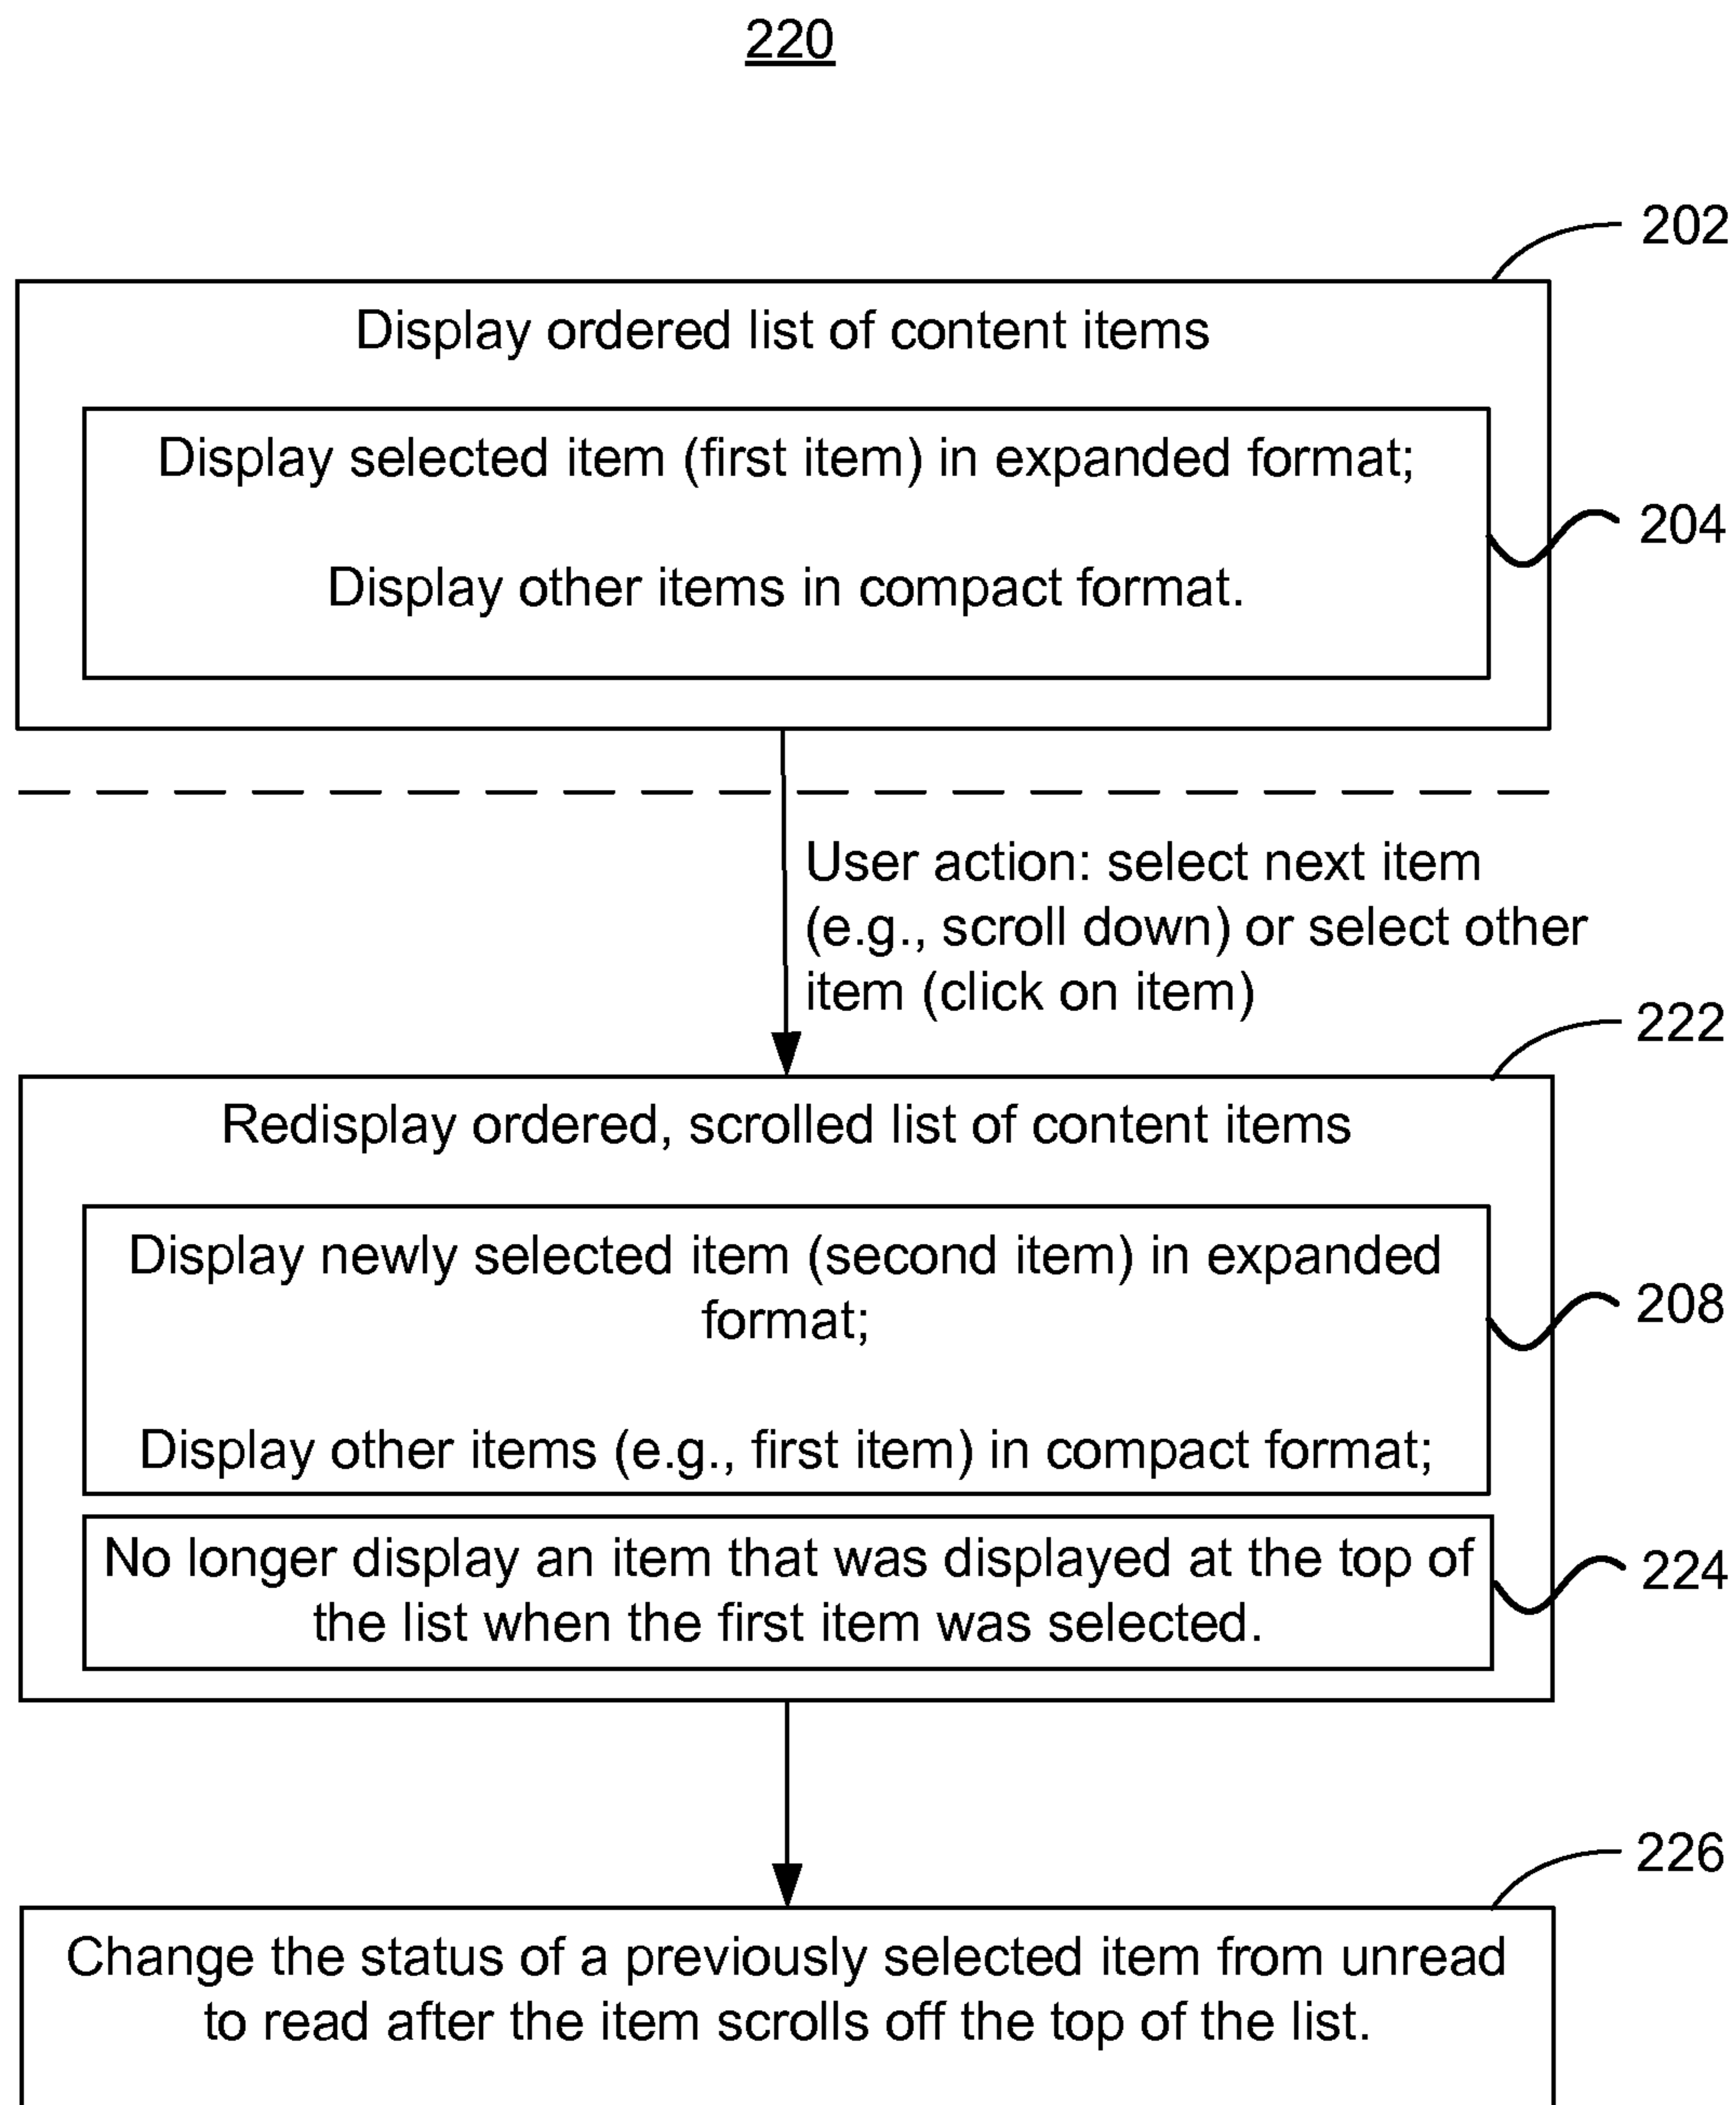 220
202
Display ordered list of content items
Display selected item (first item) in expanded format;
204
Display other items in compact format.
User action: select next item
(e.g., scroll down) or select other
item (click on item)
222
Redisplay ordered, scrolled list of content items
Display newly selected item (second item) in expanded
format;
208
Display other items (e.g., first item) in compact format;
No longer display an item that was displayed at the top of
224
the list when the first item was selected.
226
Change the status of a previously selected item from unread
to read after the item scrolls off the top of the list.